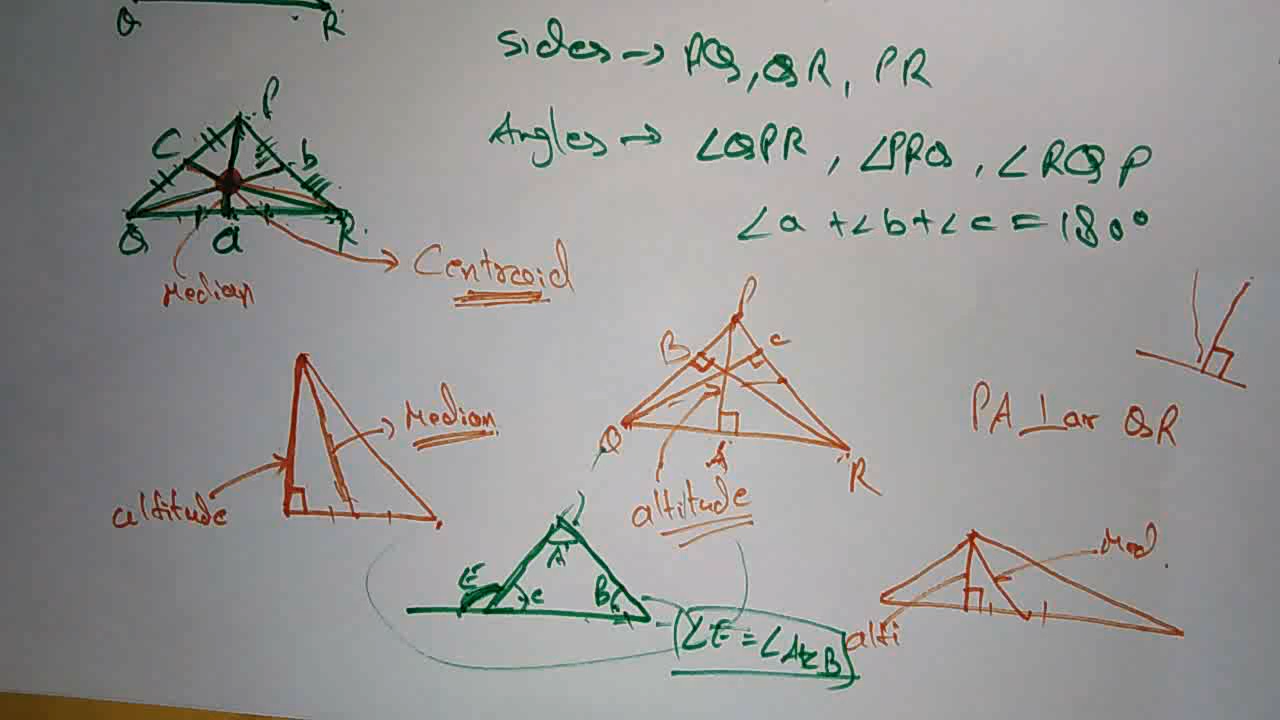 Q R
Sides → PQ, QR, PR
Angles → ∠QPR, ∠PRQ, ∠RQP
∠a + ∠b + ∠c = 180°
P
C b
Q a R
Median
Centroid
P
B C
Q A R
altitude
PA ⊥ar QR
Median
altitude
A
E C B
∠E = ∠A+∠B
Med.
alti